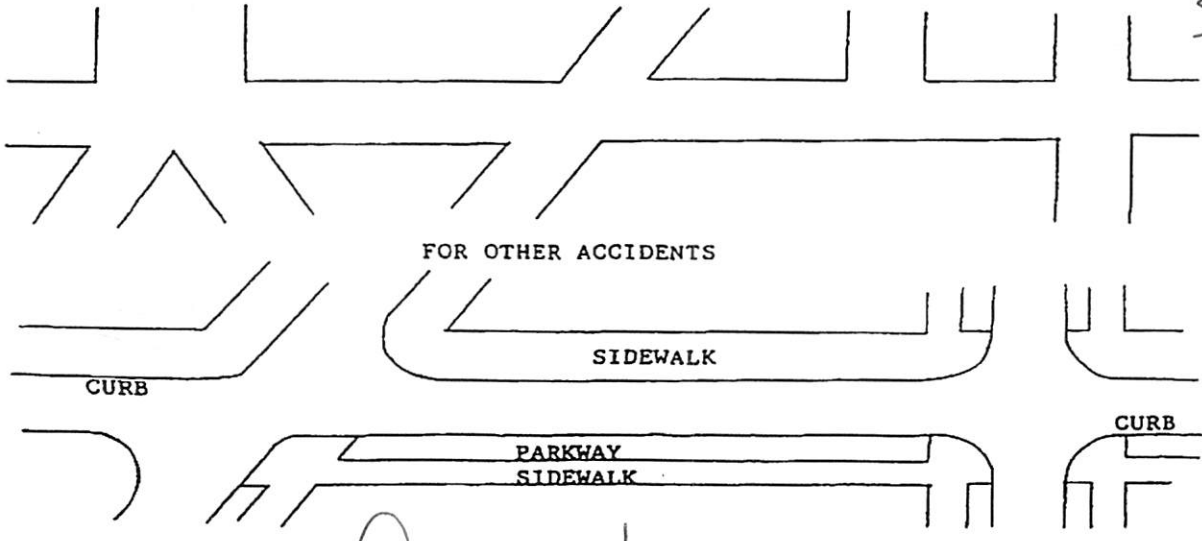 FOR OTHER ACCIDENTS
SIDEWALK
CURB
CURB
PARKWAY
SIDEWALK